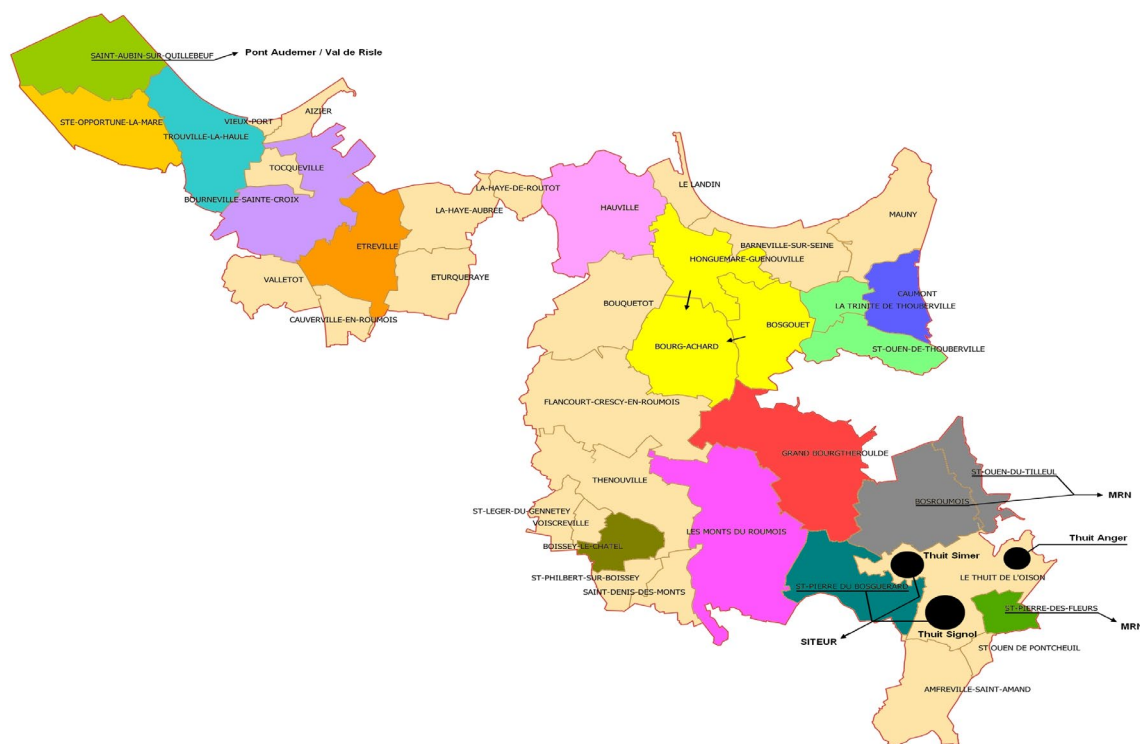 SAINT-AUBIN-SUR-QUILLEBEUF
Pont Audemer / Val de Risle
STE-OPPORTUNE-LA-MARE
VIEUX-PORT
AIZIER
TROUVILLE-LA-HAULE
TOCQUEVILLE
BOURNEVILLE-SAINTE-CROIX
LA-HAYE-DE-ROUTOT
LA-HAYE-AUBREE
HAUVILLE
LE LANDIN
MAUNY
ETREVILLE
BARNEVILLE-SUR-SEINE
HONGUEMARE-GUENOUVILLE
VALLETOT
ETURQUERAYE
CAUMONT
LA TRINITE DE THOUBERVILLE
BOUQUETOT
CAUVERVILLE-EN-ROUMOIS
BOSGOUET
BOURG-ACHARD
ST-OUEN-DE-THOUBERVILLE
FLANCOURT-CRESCY-EN-ROUMOIS
GRAND BOURGTHEROULDE
ST-OUEN-DU-TILLEUL
THENOUVILLE
MRN
BOSROUMOIS
ST-LEGER-DU-GENNETEY
VOISCREVILLE
LES MONTS DU ROUMOIS
BOISSEY-LE-CHATEL
Thuit Simer
Thuit Anger
ST-PHILBERT-SUR-BOISSEY
LE THUIT DE L'OISON
ST-PIERRE DU BOSGUERARD
SAINT-DENIS-DES-MONTS
ST-PIERRE-DES-FLEURS
MRN
SITEUR
Thuit Signol
ST OUEN DE PONTCHEUIL
AMFREVILLE-SAINT-AMAND